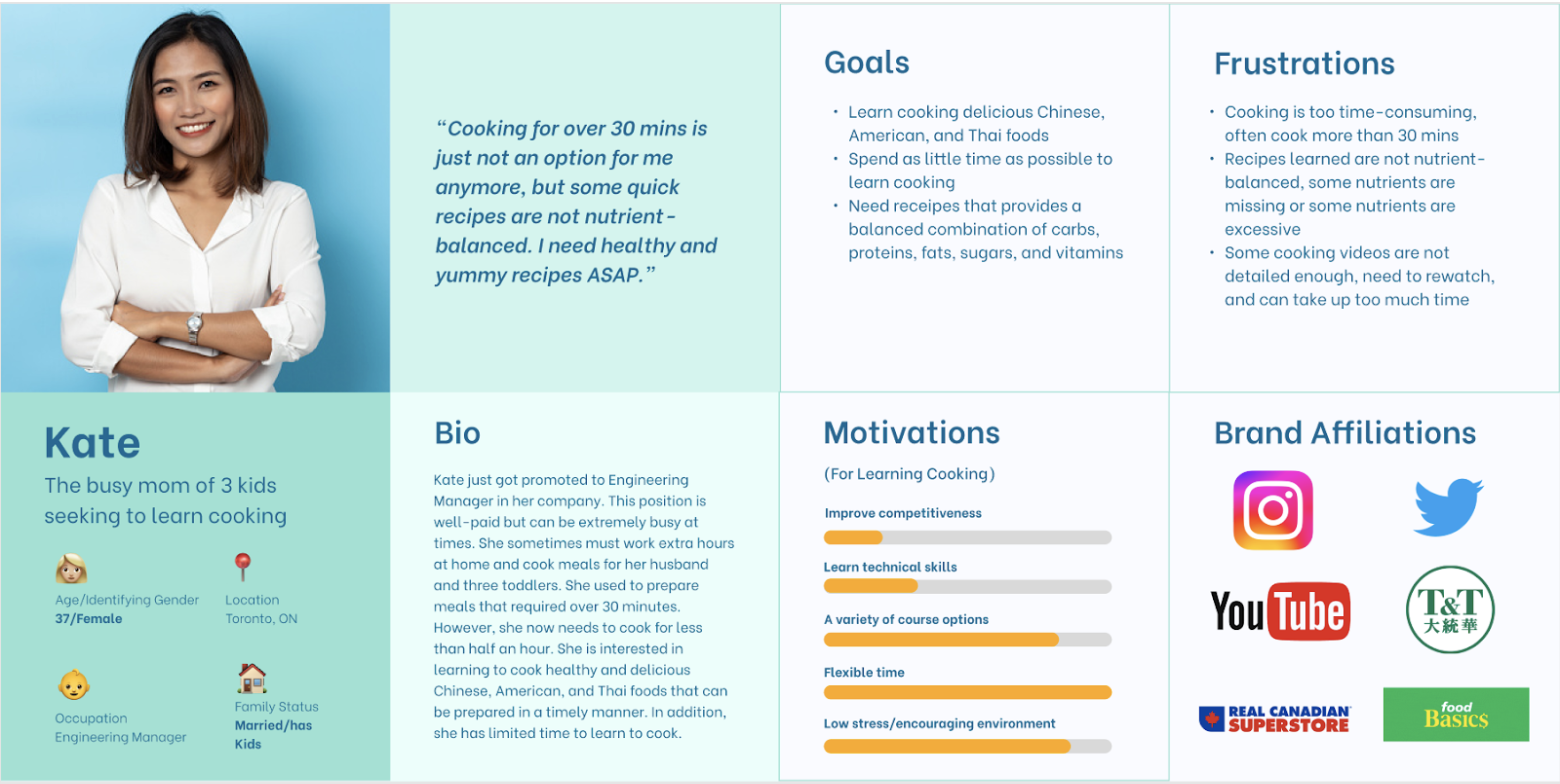 “Cooking for over 30 mins is
just not an option for me
anymore, but some quick
recipes are not nutrient-
balanced. I need healthy and
yummy recipes ASAP.”
Goals
• Learn cooking delicious Chinese,
American, and Thai foods
• Spend as little time as possible to
learn cooking
• Need receipes that provides a
balanced combination of carbs,
proteins, fats, sugars, and vitamins
Frustrations
• Cooking is too time-consuming,
often cook more than 30 mins
• Recipes learned are not nutrient-
balanced, some nutrients are
missing or some nutrients are
excessive
• Some cooking videos are not
detailed enough, need to rewatch,
and can take up too much time
Kate
The busy mom of 3 kids
seeking to learn cooking
Age/Identifying Gender
37/Female
Location
Toronto, ON
Occupation
Engineering Manager
Family Status
Married/has
Kids
Bio
Kate just got promoted to Engineering
Manager in her company. This position is
well-paid but can be extremely busy at
times. She sometimes must work extra hours
at home and cook meals for her husband
and three toddlers. She used to prepare
meals that required over 30 minutes.
However, she now needs to cook for less
than half an hour. She is interested in
learning to cook healthy and delicious
Chinese, American, and Thai foods that can
be prepared in a timely manner. In addition,
she has limited time to learn to cook.
Motivations
(For Learning Cooking)
Improve competitiveness
Learn technical skills
A variety of course options
Flexible time
Low stress/encouraging environment
Brand Affiliations
YouTube
T&T
大統華
REAL CANADIAN
SUPERSTORE
food
Basic$